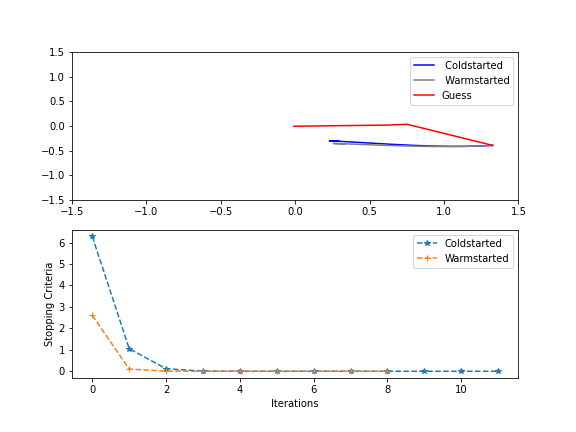 1.5
1.0
0.5
0.0
−0.5
−1.0
−1.5
−1.5 −1.0 −0.5 0.0 0.5 1.0 1.5
Coldstarted
Warmstarted
Guess
6
5
4
3
2
1
0
Stopping Criteria
0 2 4 6 8 10
Iterations
Coldstarted
Warmstarted